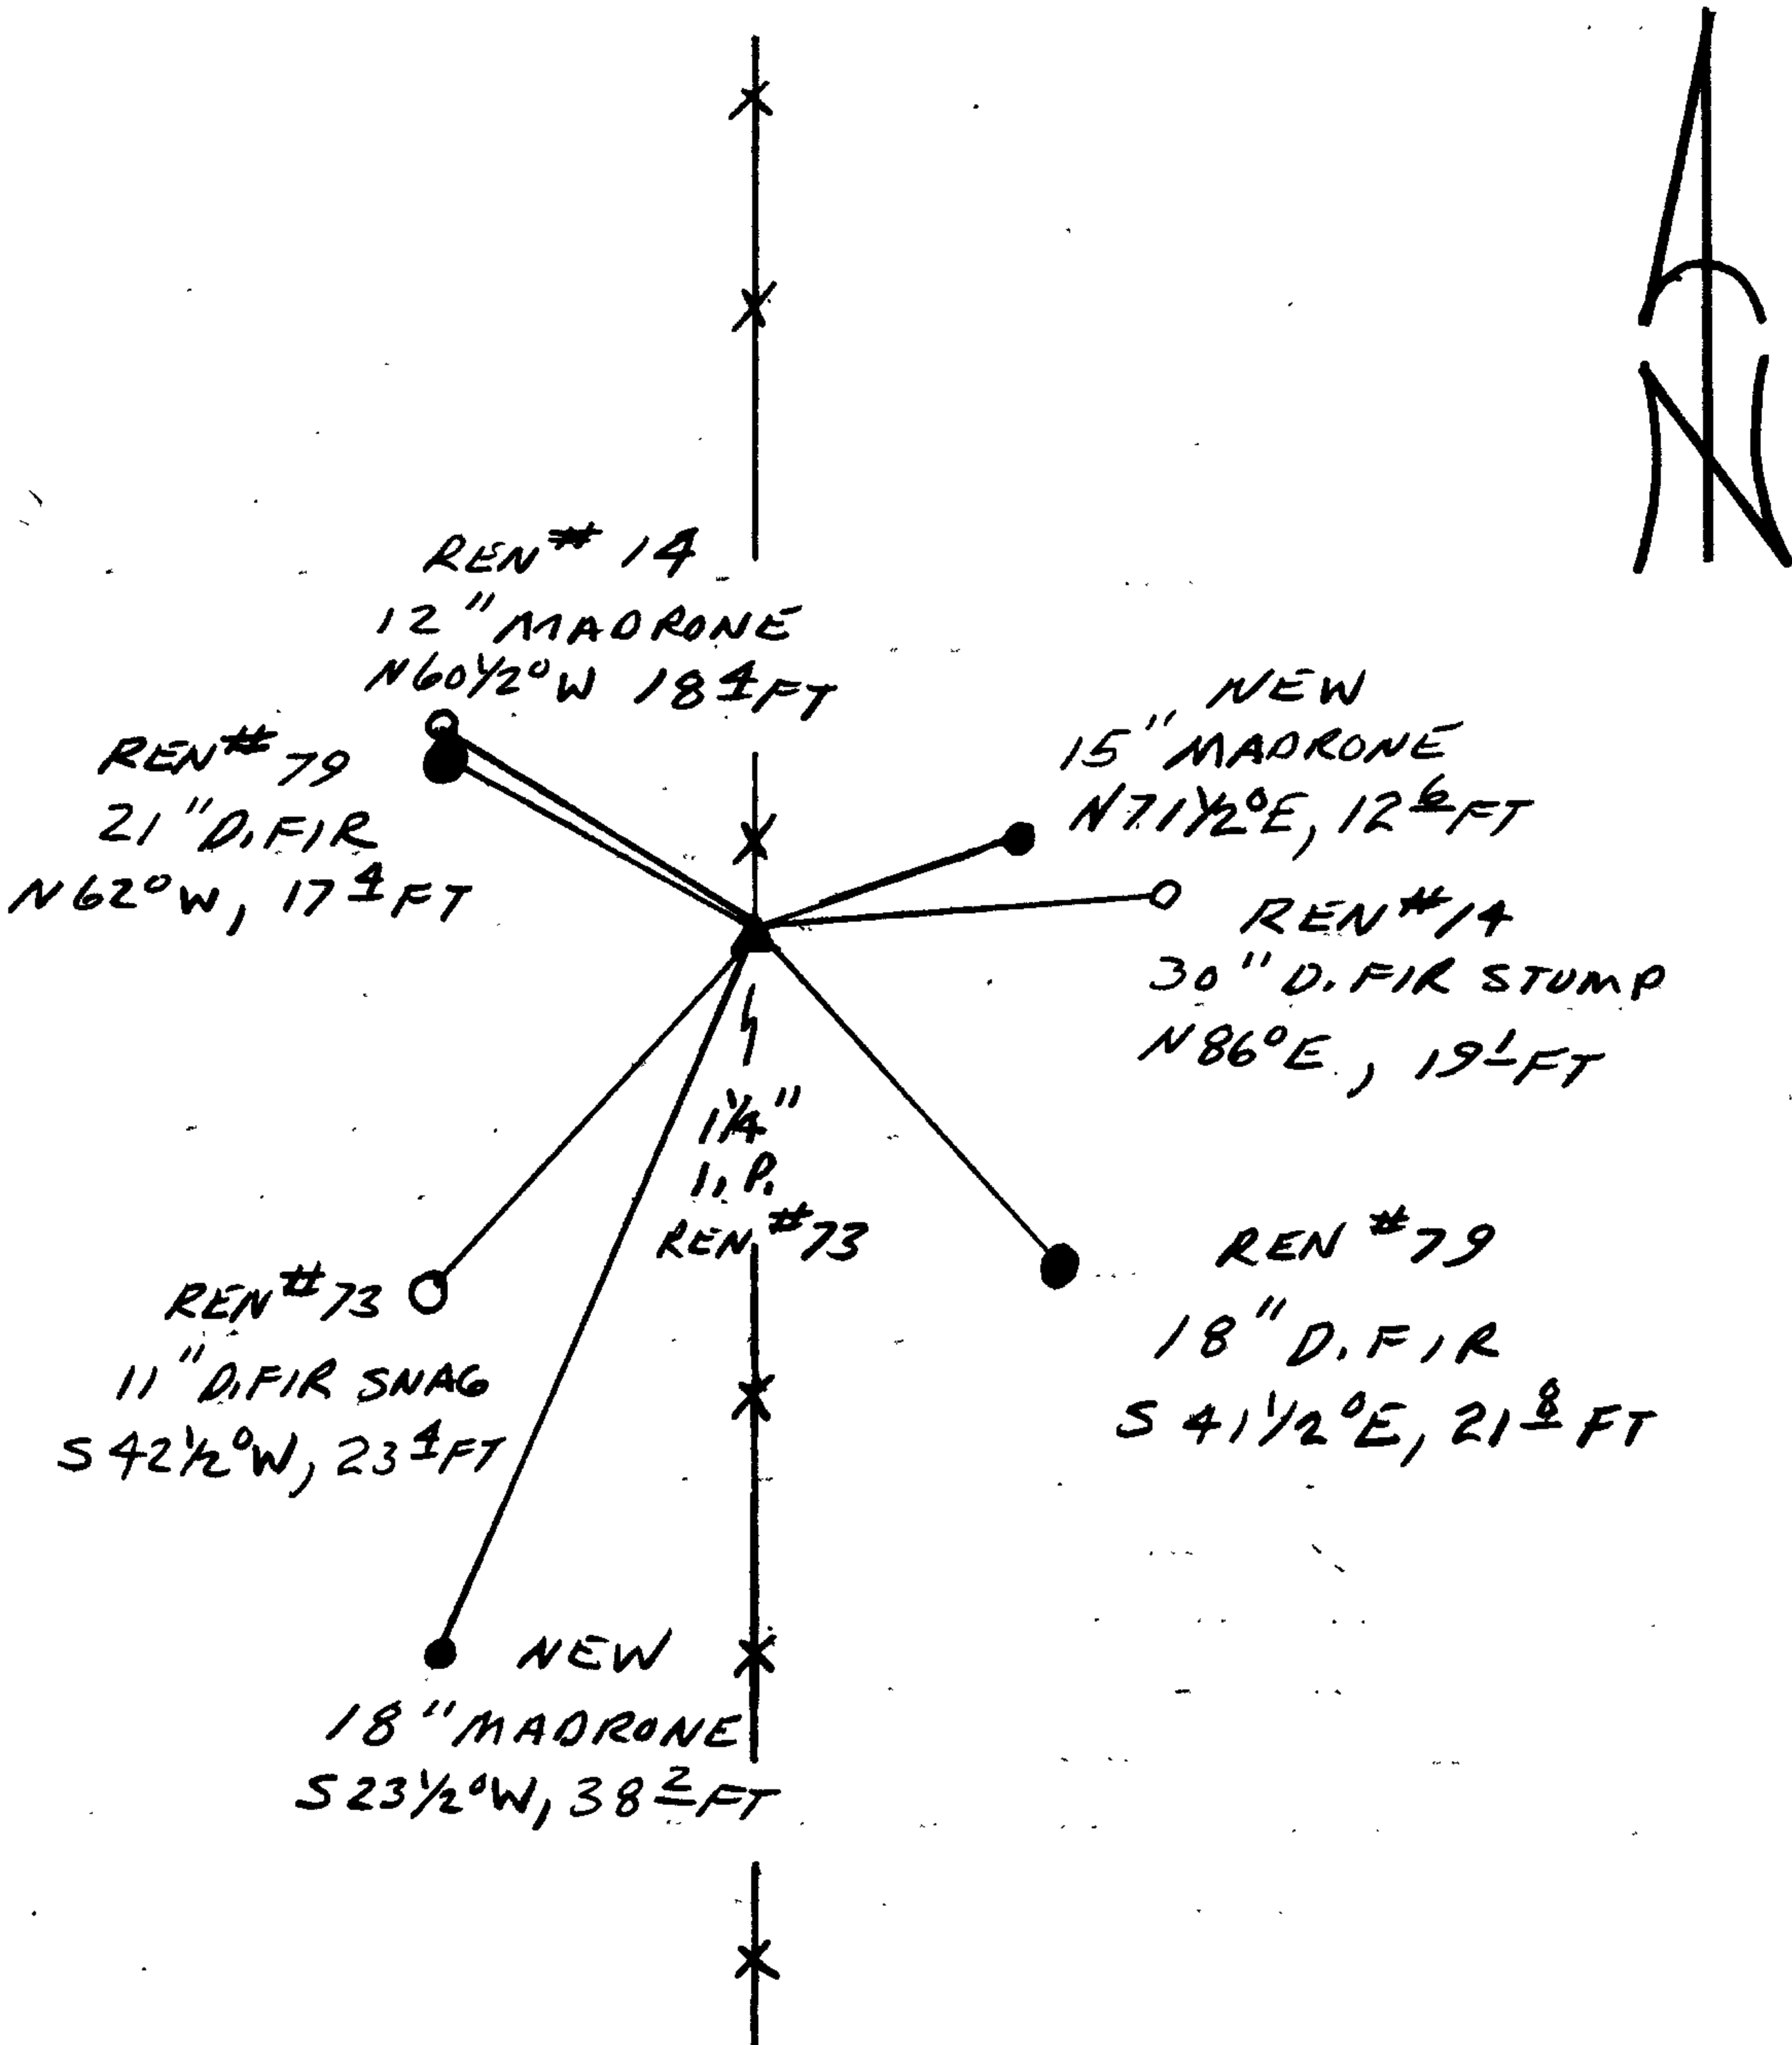 REN# 14
12" MADRONE
N60½°W 18 4 FT
REN# 79
21" D. FIR
N62°W, 17 4 FT
NEW
15" MADRONE
N71½°E, 12 6 FT
REN#14
30" D. FIR STUMP
N86°E, 19 1 FT
1¼"
I.P.
REN #73
REN#73
11" D. FIR SNAG
S42½°W, 23 4 FT
REN #79
18" D. FIR
S41½°E, 21 8 FT
NEW
18" MADRONE
S23½°W, 38 2 FT
N